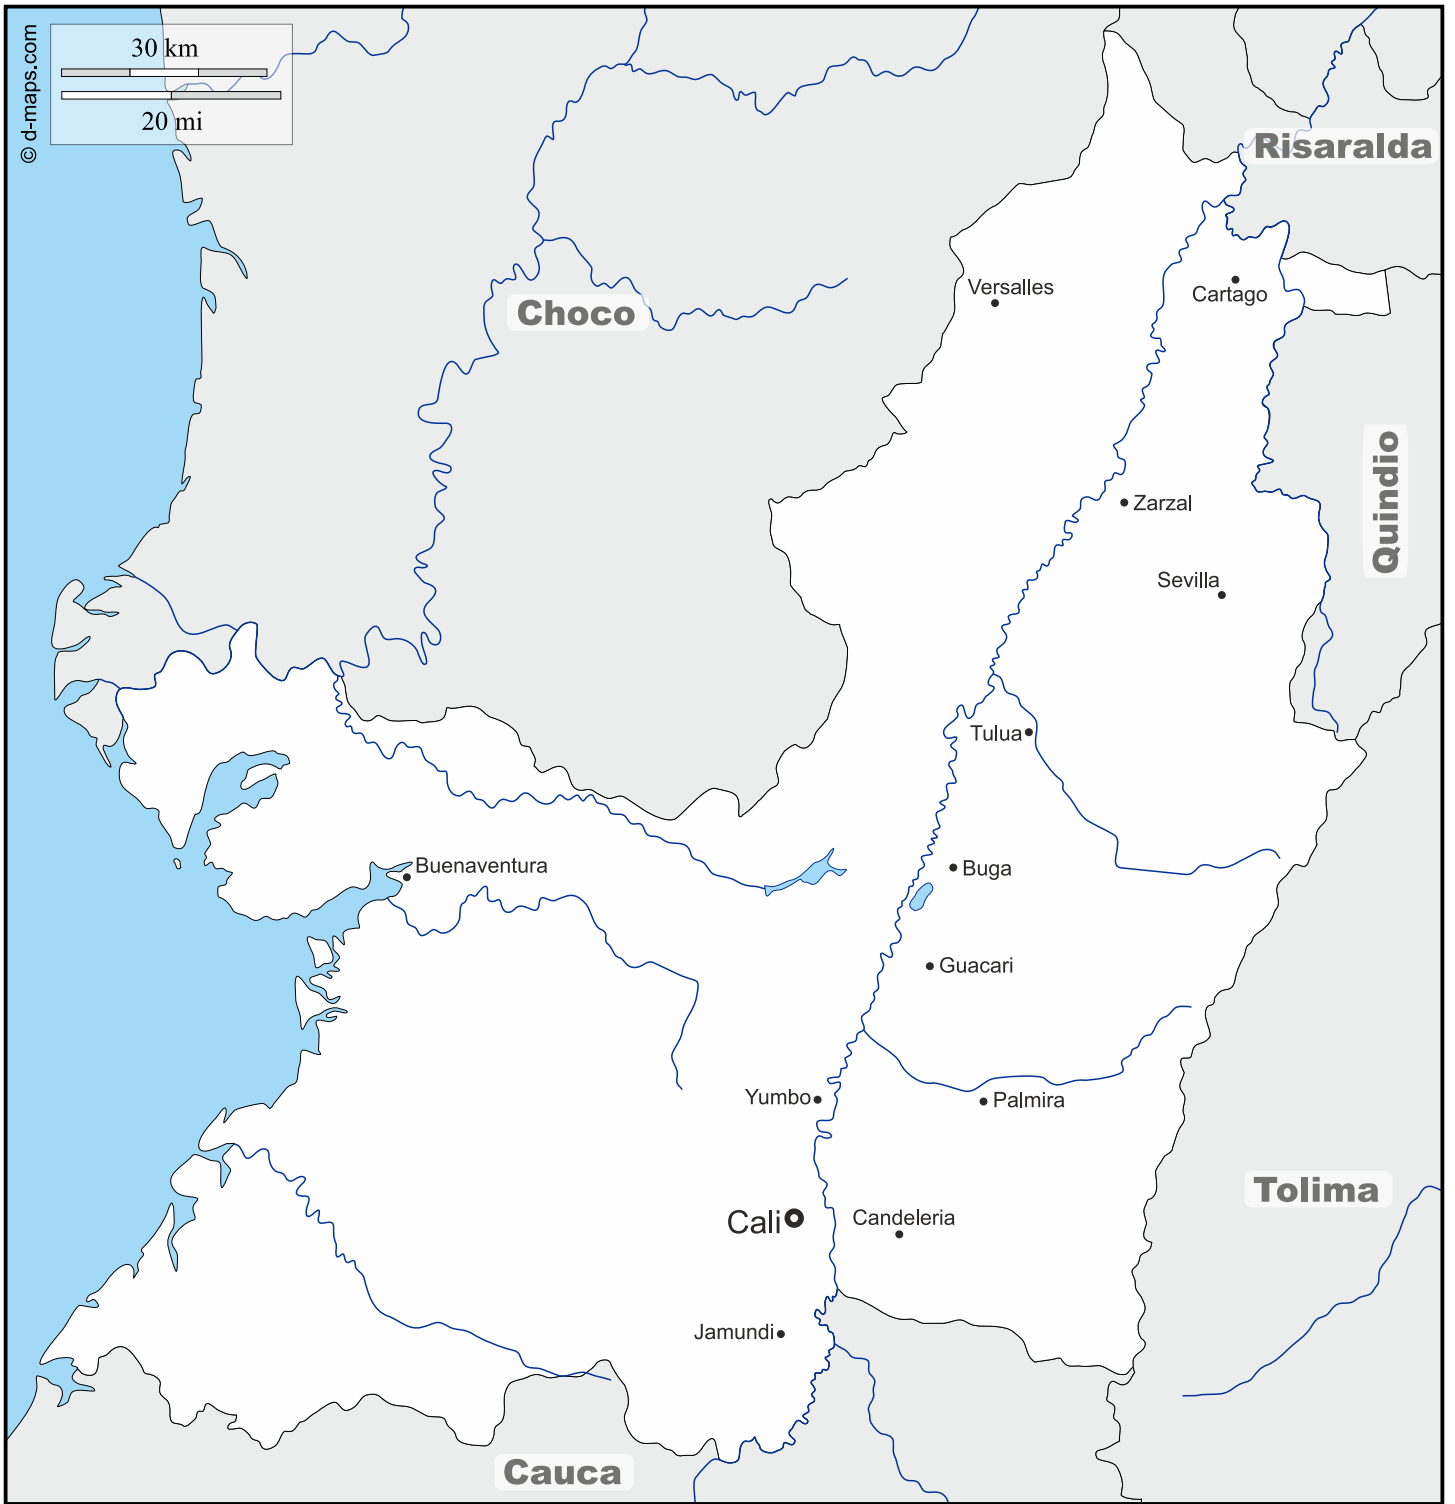 © d-maps.com
30 km
20 mi
Risaralda
Versalles
Cartago
Choco
Quindio
Zarzal
Sevilla
Tulua
Buenaventura
Buga
Guacari
Yumbo
Palmira
Tolima
Cali
Candeleria
Jamundi
Cauca